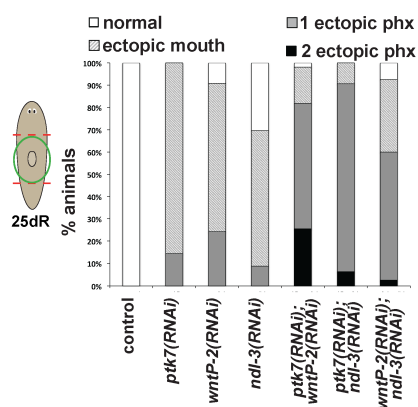 normal
ectopic mouth
1 ectopic phx
2 ectopic phx
100%
90%
80%
70%
60%
50%
40%
30%
20%
10%
0%
% animals
25dR
control
ptk7(RNAi)
wntP-2(RNAi)
ndl-3(RNAi)
ptk7(RNAi);
wntP-2(RNAi)
ptk7(RNAi);
ndl-3(RNAi)
wntP-2(RNAi);
ndl-3(RNAi)